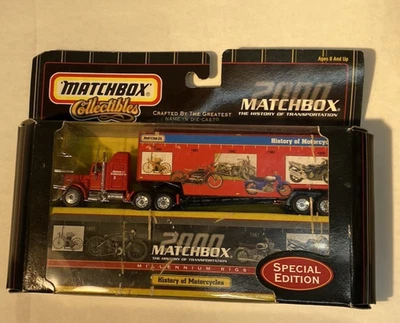 MATCHBOX
Collectibles
CRAFTED BY THE GREATEST
NAME IN DIE-CAST
Ages 8 And Up
2000
MATCHBOX
THE HISTORY OF TRANSPORTATION
History of Motorcycles
2000
MATCHBOX
THE HISTORY OF TRANSPORTATION
MILLENNIUM RIGS
History of Motorcycles
SPECIAL
EDITION